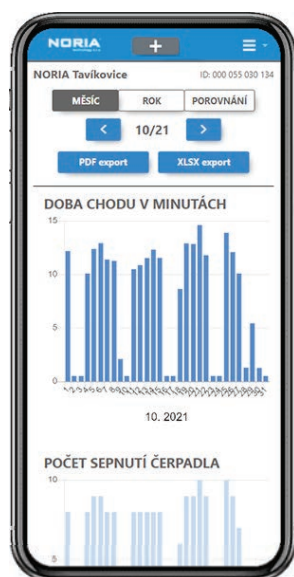 NORIA
NORIA Tavíkovice ID: 000 055 030 134
MĚSÍC ROK POROVNÁNÍ
< 10/21 >
PDF export XLSX export
DOBA CHODU V MINUTÁCH
15
10
5
0
10. 2021
POČET SEPNUTÍ ČERPADLA
10
5